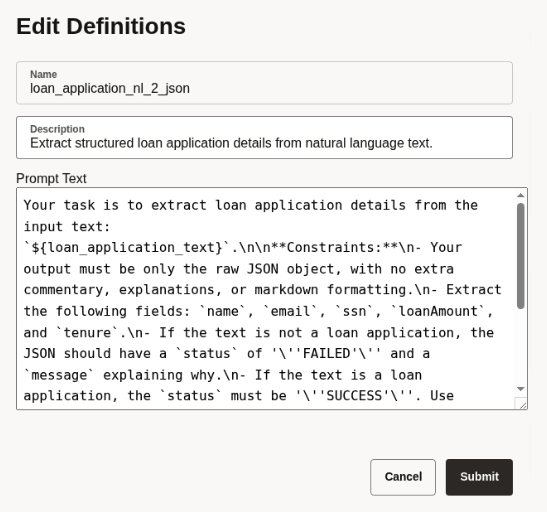 Edit Definitions
Name
loan_application_nl_2_json
Description
Extract structured loan application details from natural language text.
Prompt Text
Your task is to extract loan application details from the
input text:
`${loan_application_text}`.\n\n**Constraints:**\n- Your
output must be only the raw JSON object, with no extra
commentary, explanations, or markdown formatting.\n- Extract
the following fields: `name`, `email`, `ssn`, `loanAmount`,
and `tenure`.\n- If the text is not a loan application, the
JSON should have a `status` of '\''FAILED'\'' and a
`message` explaining why.\n- If the text is a loan
application, the `status` must be '\''SUCCESS'\''. Use
Cancel
Submit